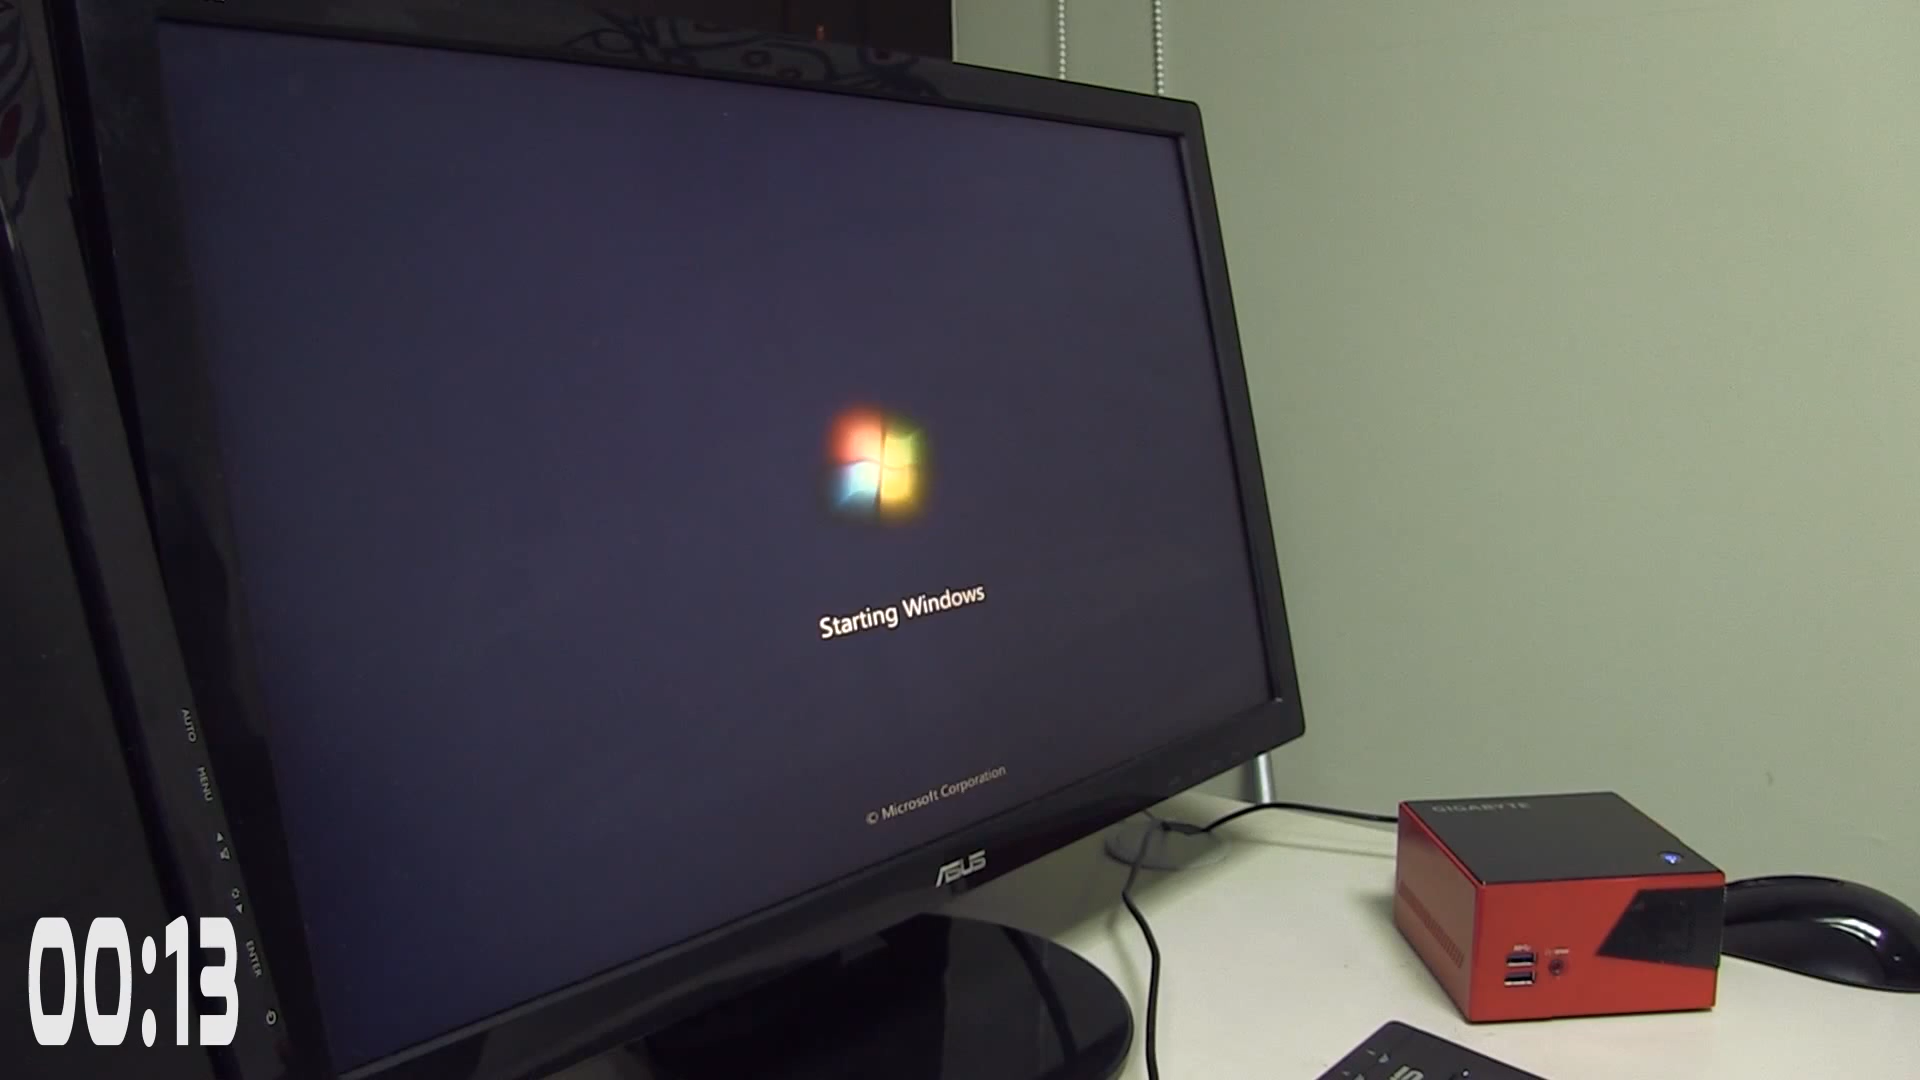 Starting Windows
© Microsoft Corporation
ASUS
AUTO
MENU
ENTER
GIGABYTE
00:13